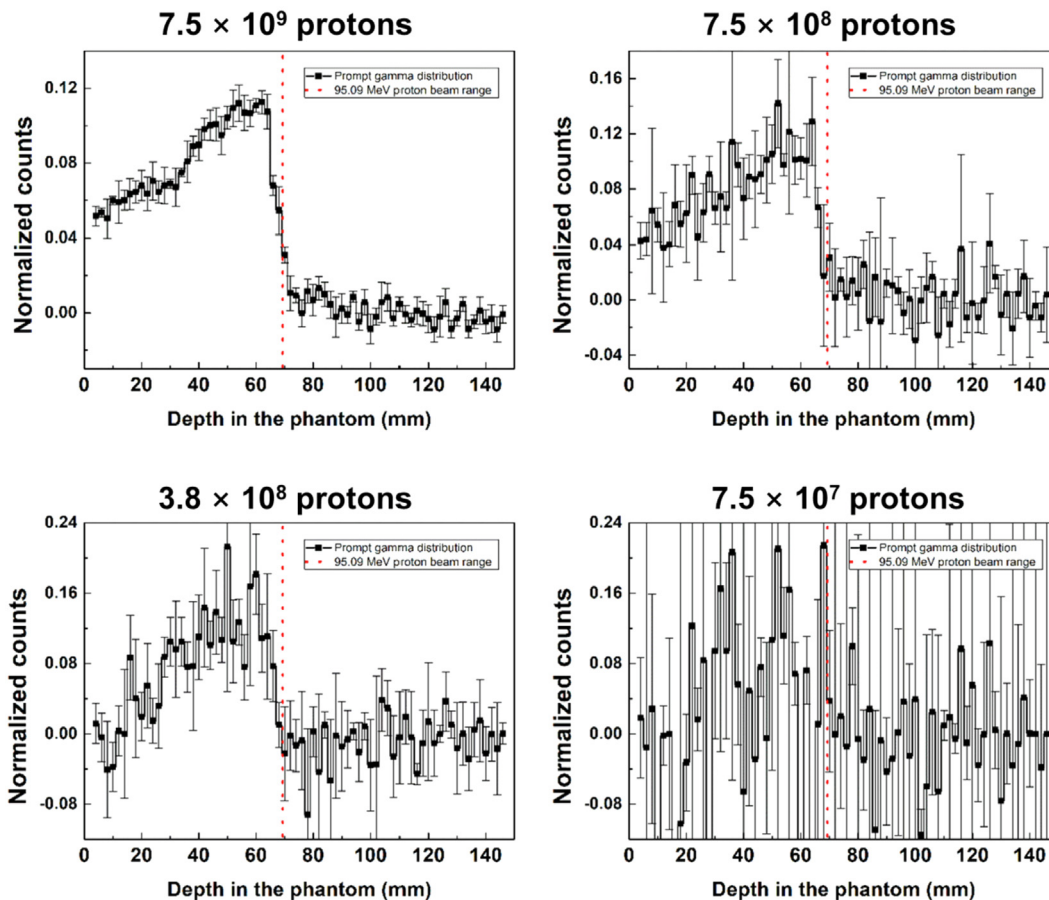 7.5 × 10⁹ protons
Normalized counts
0.12
0.08
0.04
0.00
Prompt gamma distribution
95.09 MeV proton beam range
0 20 40 60 80 100 120 140
Depth in the phantom (mm)
7.5 × 10⁸ protons
Normalized counts
0.16
0.12
0.08
0.04
0.00
-0.04
Prompt gamma distribution
95.09 MeV proton beam range
0 20 40 60 80 100 120 140
Depth in the phantom (mm)
3.8 × 10⁸ protons
Normalized counts
0.24
0.16
0.08
0.00
-0.08
Prompt gamma distribution
95.09 MeV proton beam range
0 20 40 60 80 100 120 140
Depth in the phantom (mm)
7.5 × 10⁷ protons
Normalized counts
0.24
0.16
0.08
0.00
-0.08
Prompt gamma distribution
95.09 MeV proton beam range
0 20 40 60 80 100 120 140
Depth in the phantom (mm)